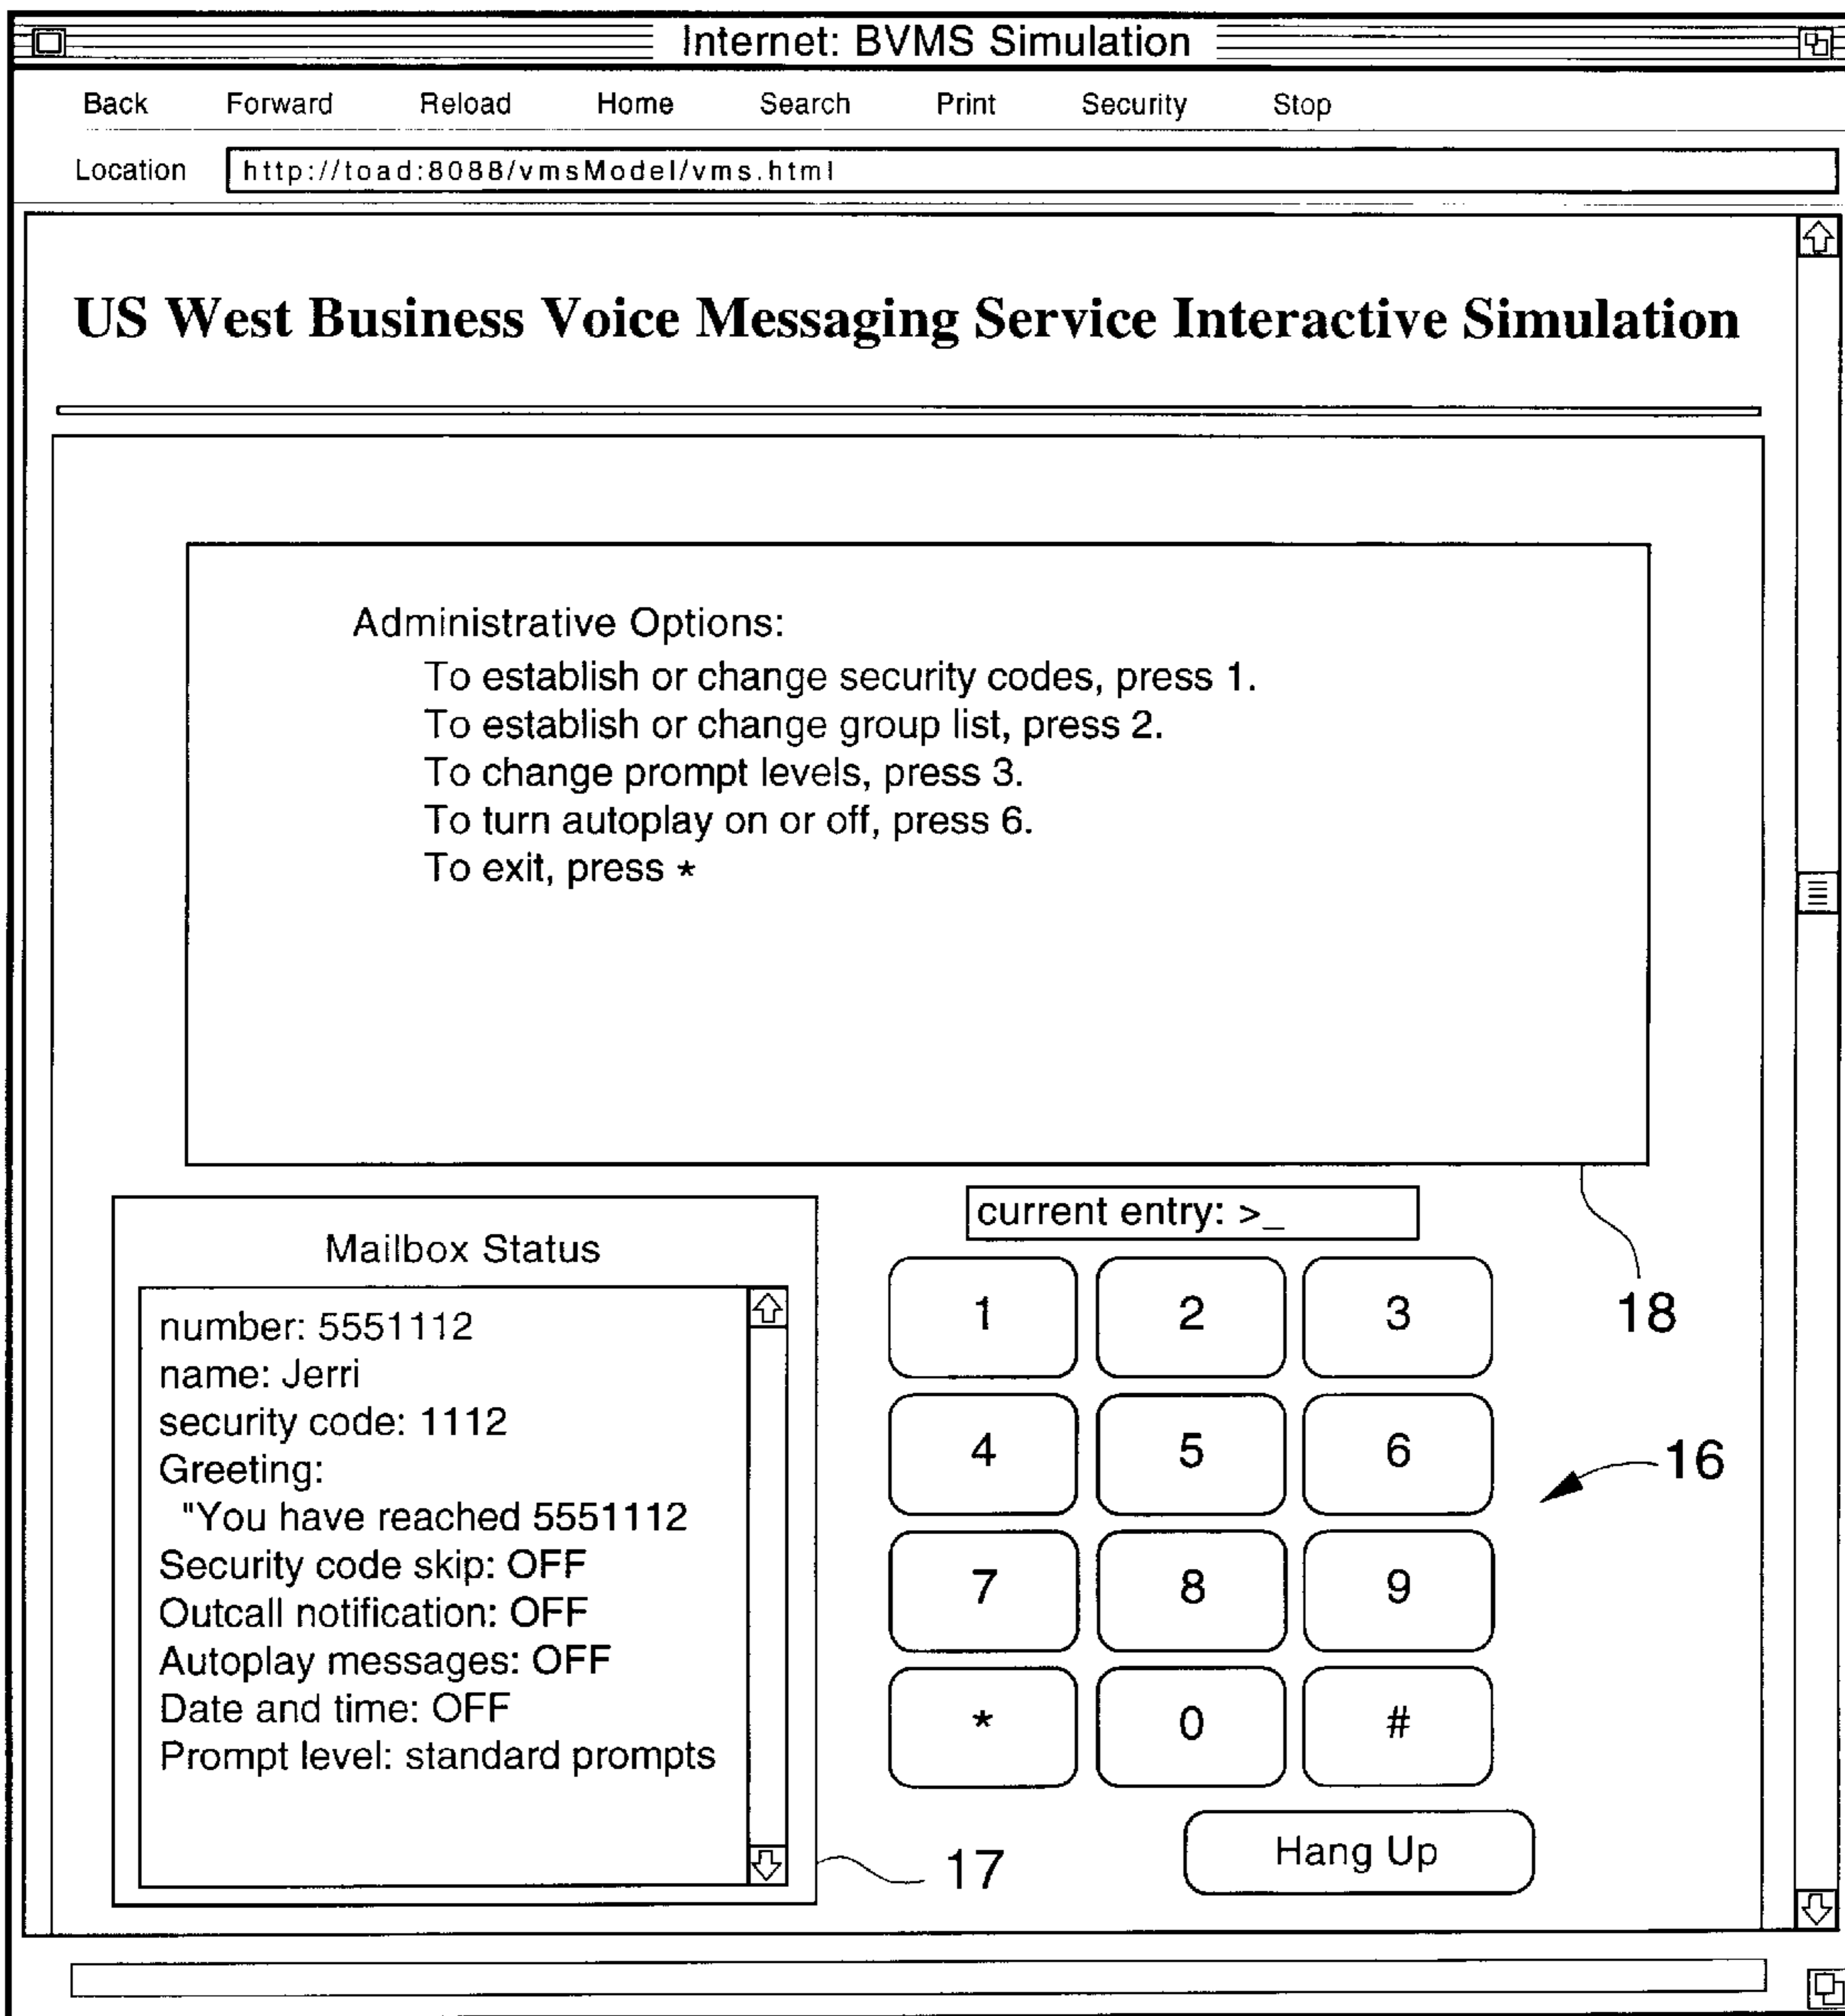 Internet: BVMS Simulation
Back Forward Reload Home Search Print Security Stop
Location http://toad:8088/vmsModel/vms.html
US West Business Voice Messaging Service Interactive Simulation
Administrative Options:
To establish or change security codes, press 1.
To establish or change group list, press 2.
To change prompt levels, press 3.
To turn autoplay on or off, press 6.
To exit, press *
18
current entry: >_
1 2 3
4 5 6
7 8 9
* 0 #
16
Hang Up
Mailbox Status
number: 5551112
name: Jerri
security code: 1112
Greeting:
"You have reached 5551112
Security code skip: OFF
Outcall notification: OFF
Autoplay messages: OFF
Date and time: OFF
Prompt level: standard prompts
17